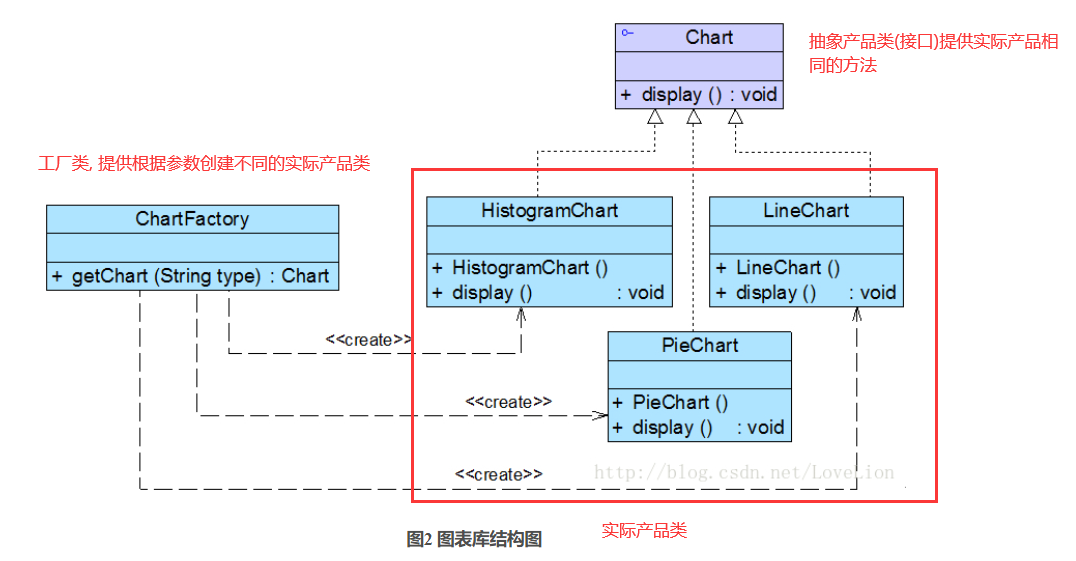 Chart
+ display () : void
抽象产品类(接口)提供实际产品相
同的方法
工厂类, 提供根据参数创建不同的实际产品类
ChartFactory
+ getChart (String type) : Chart
HistogramChart
+ HistogramChart ()
+ display () : void
LineChart
+ LineChart ()
+ display () : void
<<create>>
PieChart
+ PieChart ()
+ display () : void
<<create>>
<<create>>
http://blog.csdn.net/LoveLion
图2 图表库结构图
实际产品类